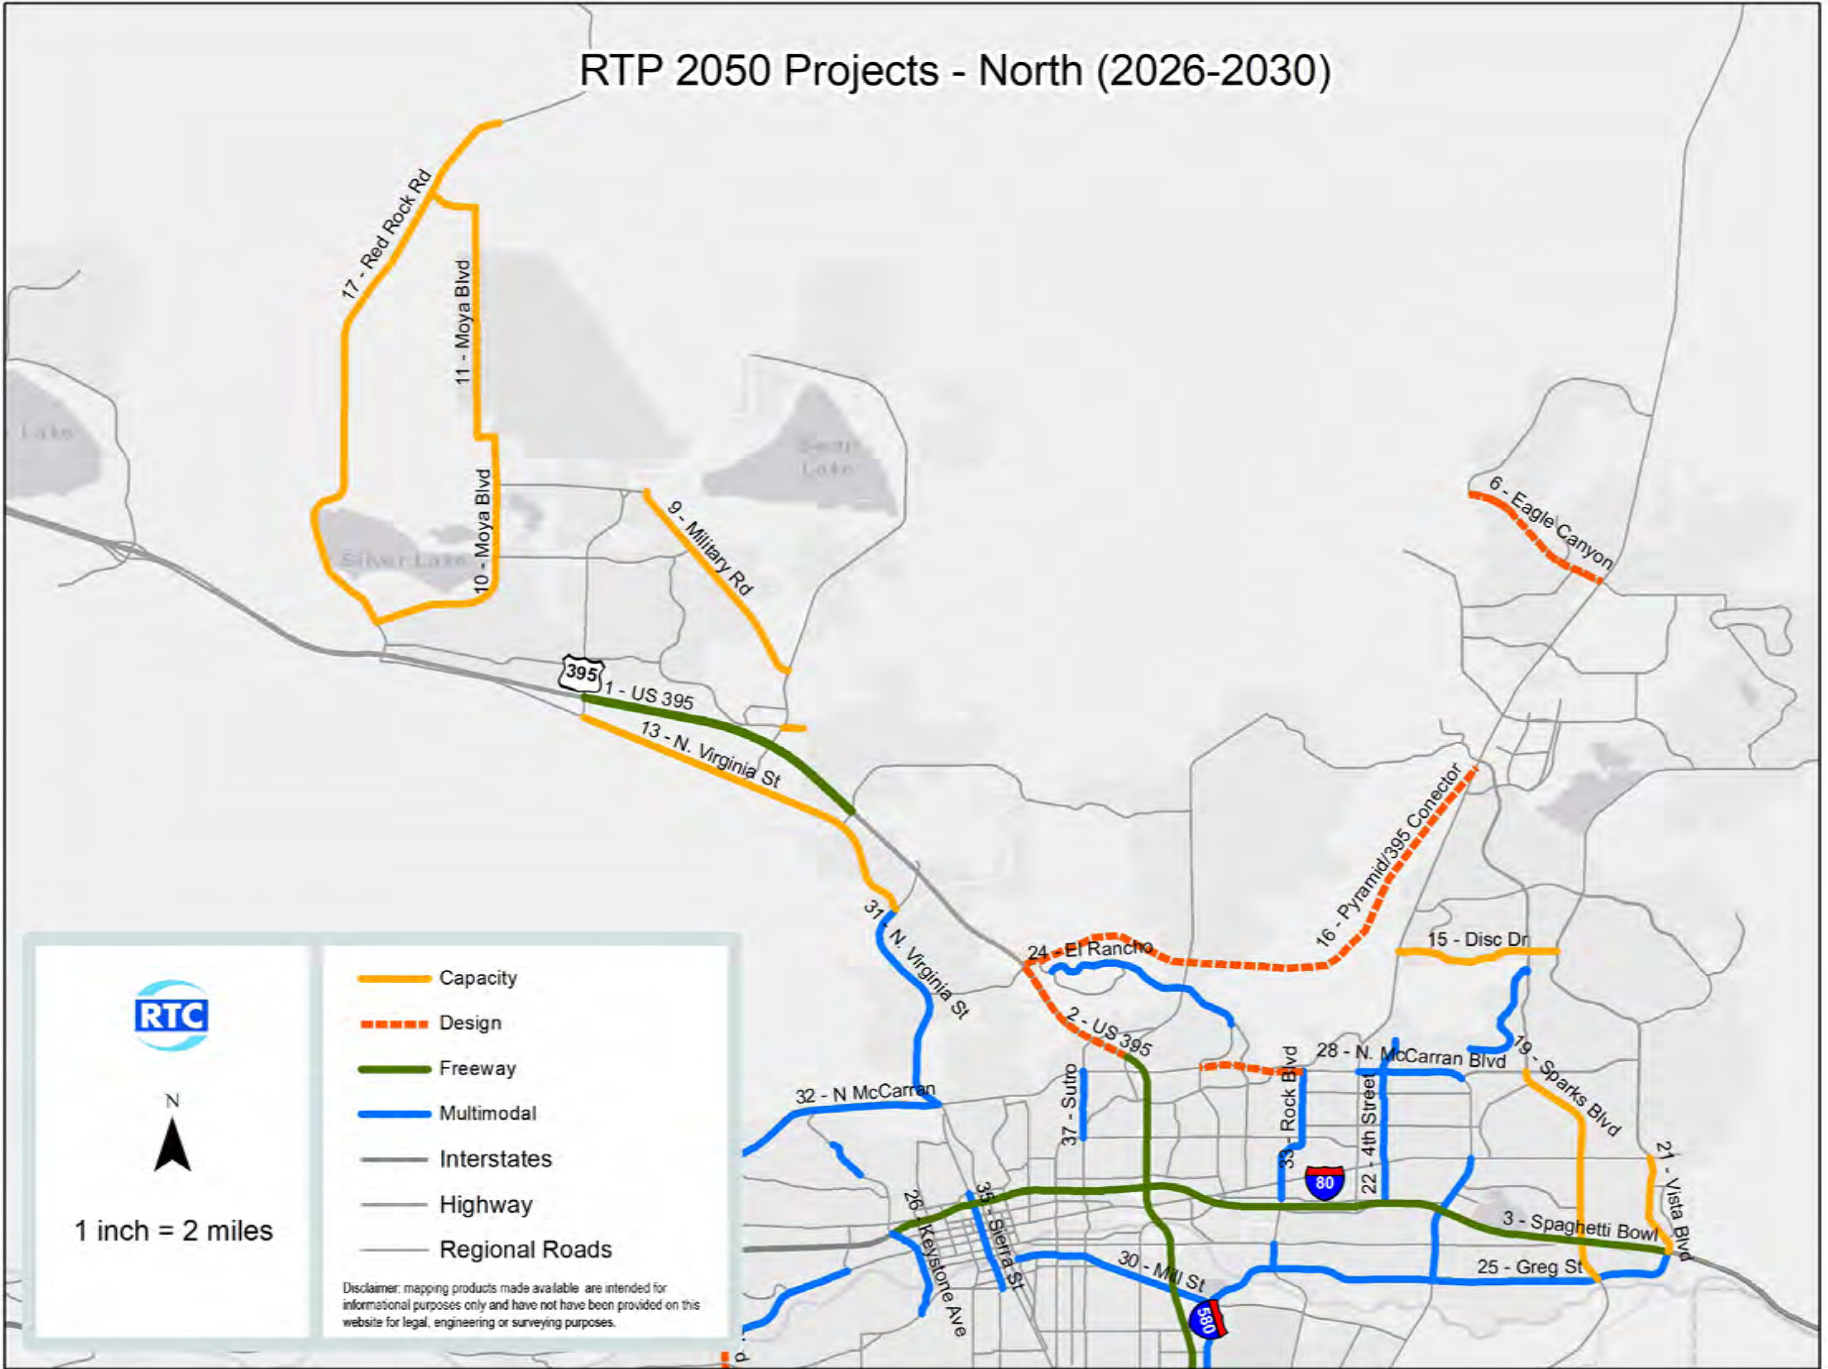 RTP 2050 Projects - North (2026-2030)
17 - Red Rock Rd
11 - Moya Blvd
10 - Moya Blvd
Lake
Silver Lake
Swan
Lake
9 - Military Rd
6 - Eagle Canyon
395
1 - US 395
13 - N. Virginia St
16 - Pyramid/395 Conector
31 - N. Virginia St
24 - El Rancho
15 - Disc Dr
2 - US 395
28 - N. McCarran Blvd
19 - Sparks Blvd
32 - N McCarran
37 - Sutro
33 - Rock Blvd
22 - 4th Street
21 - Vista Blvd
80
26 - Keystone Ave
35 - Sierra St
3 - Spaghetti Bowl
30 - Mill St
25 - Greg St
580
d
RTC
N
1 inch = 2 miles
Capacity
Design
Freeway
Multimodal
Interstates
Highway
Regional Roads
Disclaimer: mapping products made available are intended for
informational purposes only and have not have been provided on this
website for legal, engineering or surveying purposes.